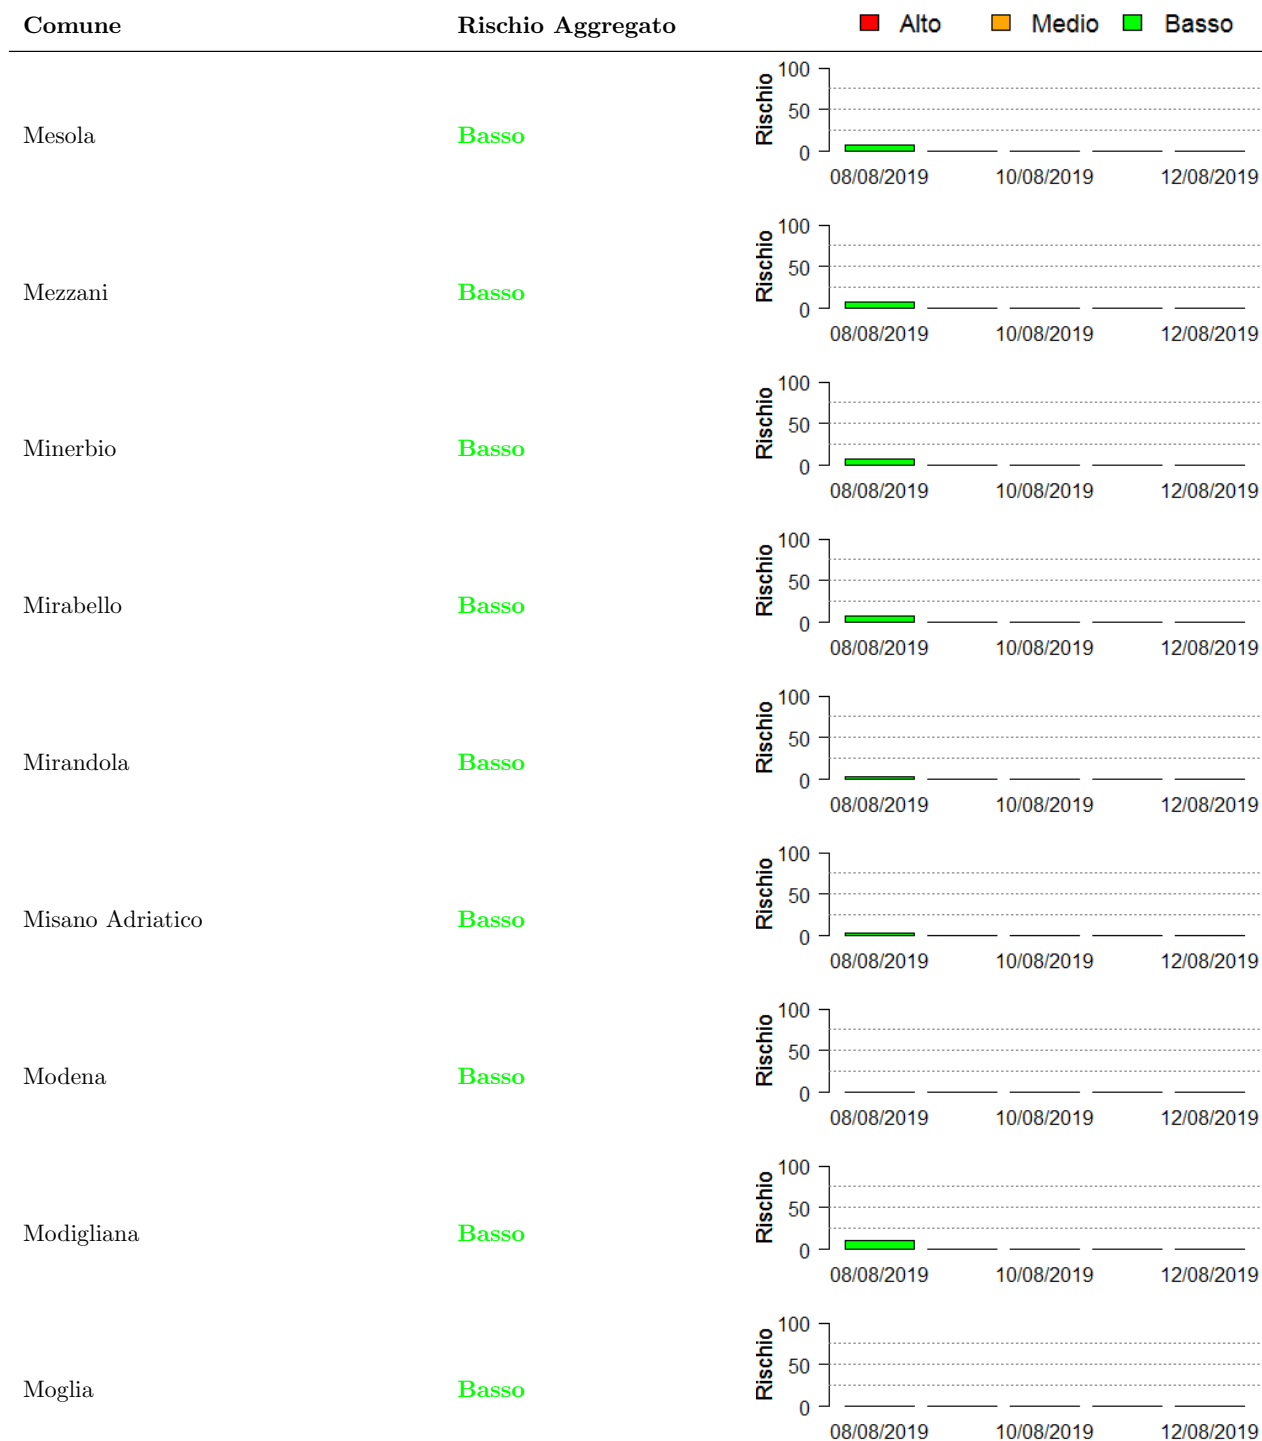 Comune Rischio Aggregato Alto Medio Basso
Mesola Basso Rischio 100 50 0
08/08/2019 10/08/2019 12/08/2019
Mezzani Basso Rischio 100 50 0
08/08/2019 10/08/2019 12/08/2019
Minerbio Basso Rischio 100 50 0
08/08/2019 10/08/2019 12/08/2019
Mirabello Basso Rischio 100 50 0
08/08/2019 10/08/2019 12/08/2019
Mirandola Basso Rischio 100 50 0
08/08/2019 10/08/2019 12/08/2019
Misano Adriatico Basso Rischio 100 50 0
08/08/2019 10/08/2019 12/08/2019
Modena Basso Rischio 100 50 0
08/08/2019 10/08/2019 12/08/2019
Modigliana Basso Rischio 100 50 0
08/08/2019 10/08/2019 12/08/2019
Moglia Basso Rischio 100 50 0
08/08/2019 10/08/2019 12/08/2019